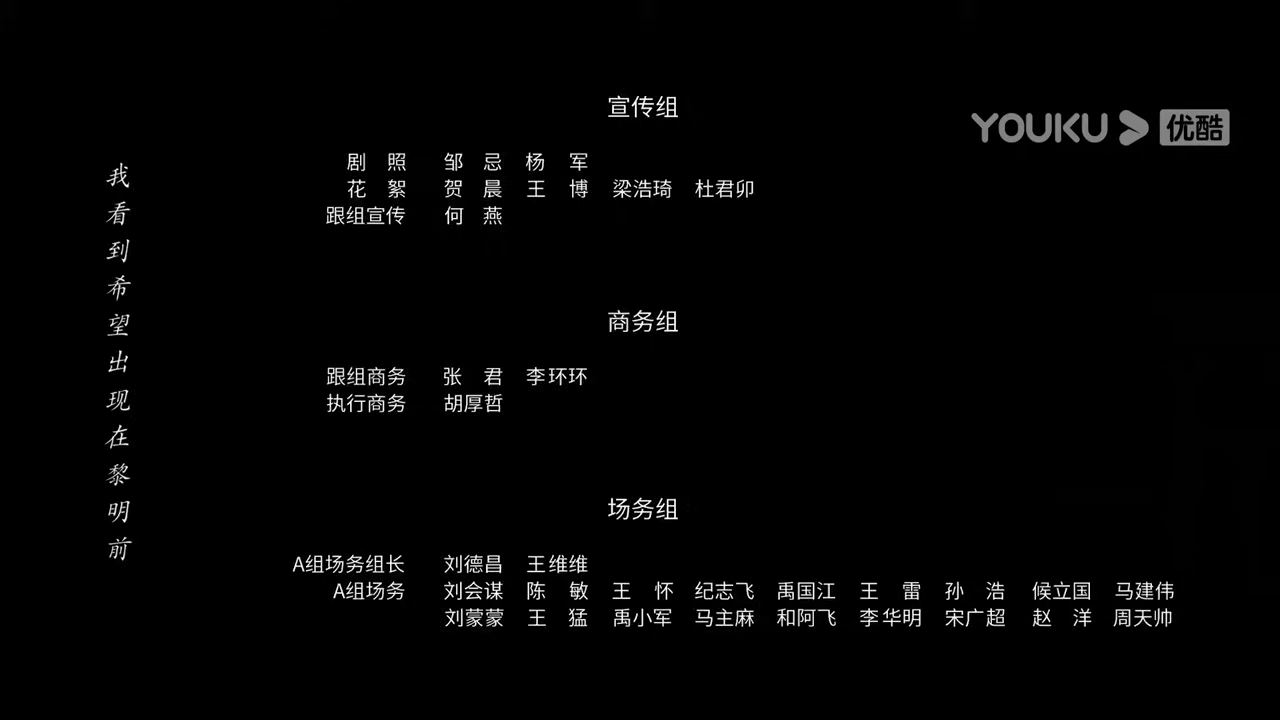 宣传组
YOUKU 优酷
我看到希望出现在黎明前
剧 照 邹 忌 杨 军
花 絮 贺 晨 王 博 梁浩琦 杜君卯
跟组宣传 何 燕
商务组
跟组商务 张 君 李环环
执行商务 胡厚哲
场务组
A组场务组长 刘德昌 王维维
A组场务 刘会谋 陈 敏 王 怀 纪志飞 禹国江 王 雷 孙 浩 候立国 马建伟
刘蒙蒙 王 猛 禹小军 马主麻 和阿飞 李华明 宋广超 赵 洋 周天帅